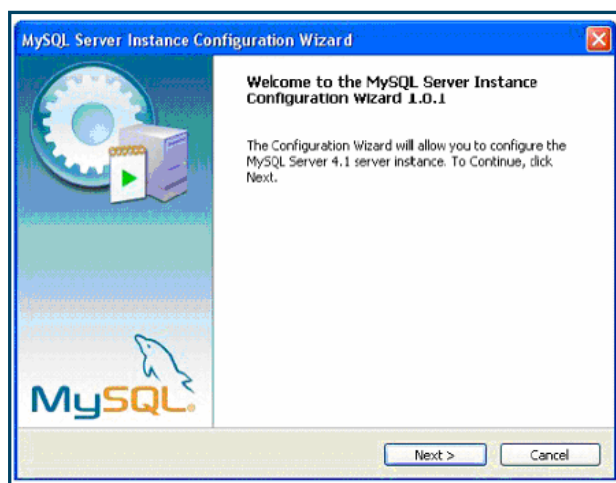 MySQL Server Instance Configuration Wizard
Welcome to the MySQL Server Instance
Configuration Wizard 1.0.1
The Configuration Wizard will allow you to configure the
MySQL Server 4.1 server instance. To Continue, click
Next.
MySQL®
Next >
Cancel